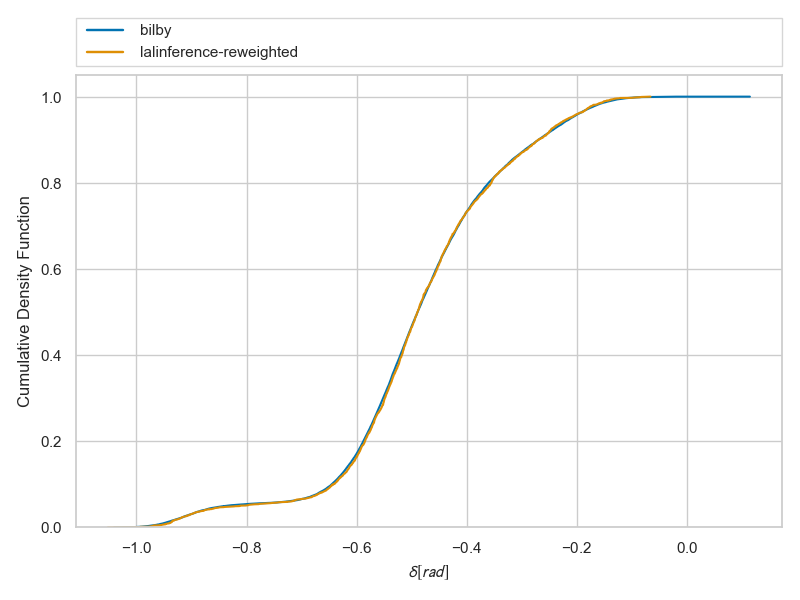 bilby
lalinference-reweighted
1.0
0.8
0.6
0.4
0.2
0.0
Cumulative Density Function
−1.0 −0.8 −0.6 −0.4 −0.2 0.0
δ[rad]